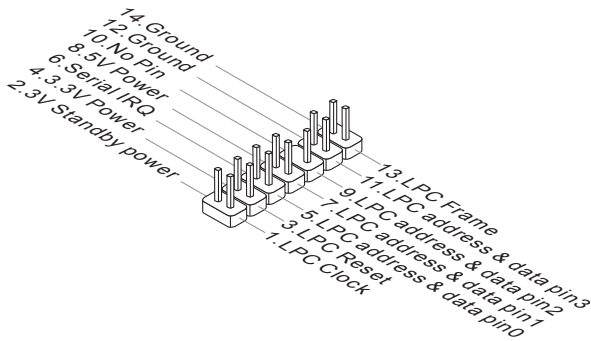 14.Ground
12.Ground
10.No Pin
8.5V Power
6.Serial IRQ
4.3.3V Power
2.3V Standby power
13.LPC Frame
11.LPC address & data pin3
9.LPC address & data pin2
7.LPC address & data pin1
5.LPC address & data pin0
3.LPC Reset
1.LPC Clock